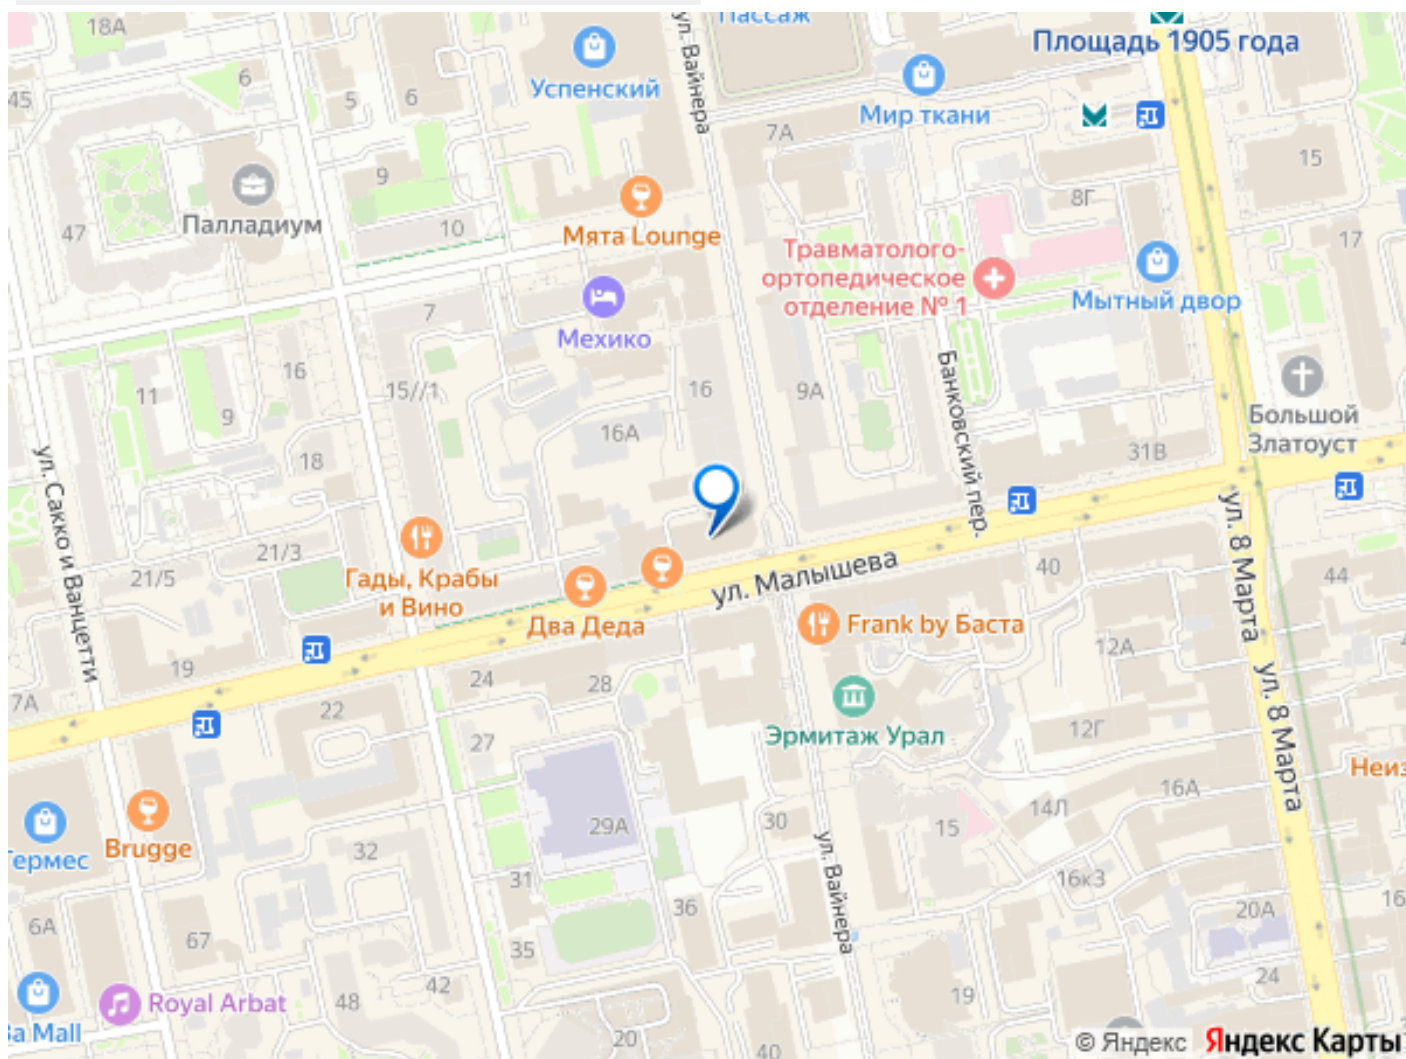 18А
Пассаж
Площадь 1905 года
ул. Вайнера
Успенский
Мир ткани
45
6
5
6
7А
15
9
8Г
Палладиум
47
10
Мята Lounge
17
Травматолого-
ортопедическое
отделение № 1
Мытный двор
Мехико
7
16
11
9
15//1
16
9А
Банковский пер.
Большой
Златоуст
16А
18
31В
ул. Сакко и Ванцетти
21/3
21/5
Гады, Крабы
и Вино
ул. Малышева
40
44
ул. 8 Марта
Два Деда
Frank by Баста
12А
19
7А
24
28
22
27
Эрмитаж Урал
12Г
ул. 8 Марта
16А
14Л
Brugge
29А
30
15
32
ул. Вайнера
31
16к3
36
20А
16
6А
67
35
24
Royal Arbat
48
42
19
20
40
© Яндекс Яндекс Карты